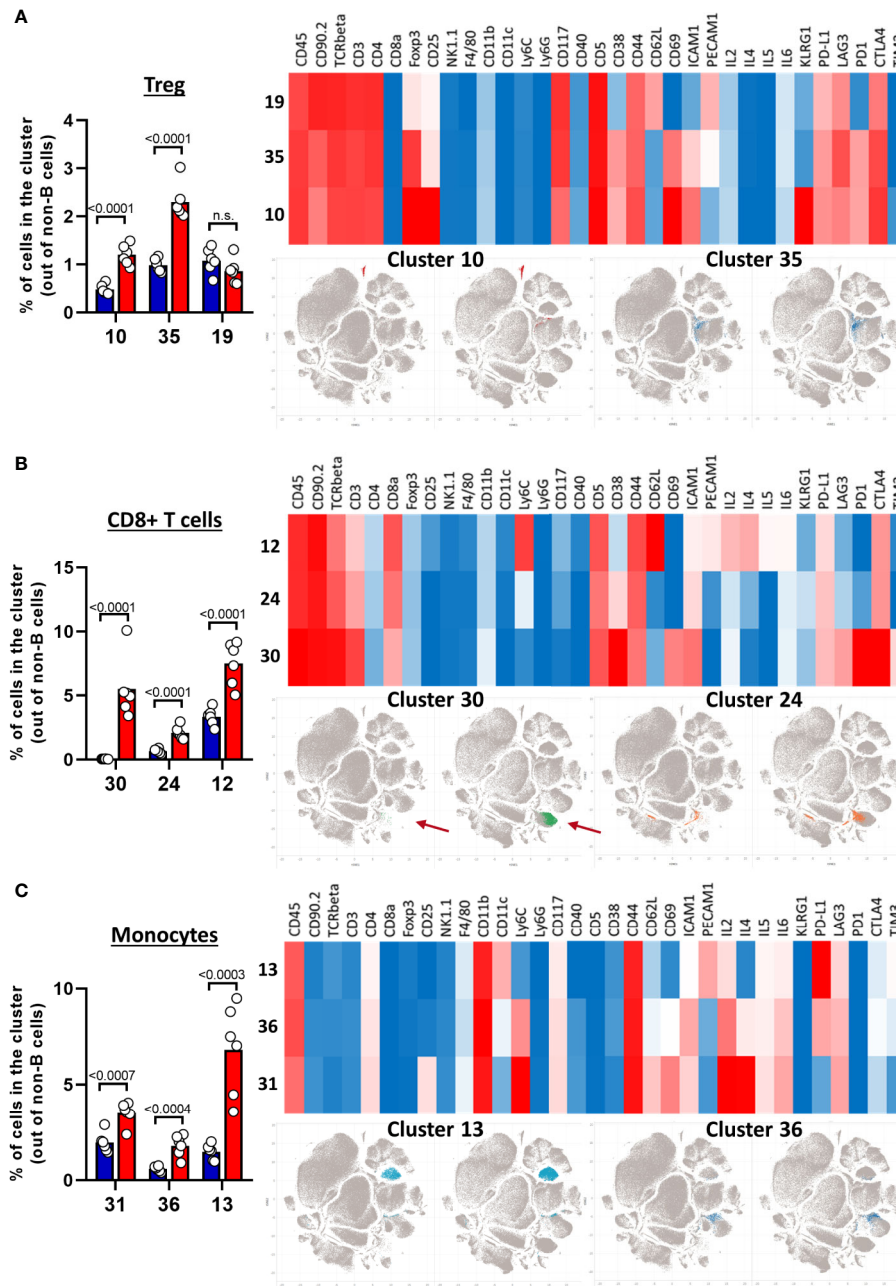 A
Treg
% of cells in the cluster
(out of non-B cells)
4
3
2
1
0
<0.0001
<0.0001
n.s.
10 35 19
CD45 CD90.2 TCRbeta CD3 CD4 CD8a Foxp3 CD25 NK1.1 F4/80 CD11b CD11c Ly6C Ly6G CD117 CD40 CD5 CD38 CD44 CD62L CD69 ICAM1 PECAM1 IL2 IL4 IL5 IL6 KLRG1 PD-L1 LAG3 PD1 CTLA4
19
35
10
Cluster 10 Cluster 35
B
CD8+ T cells
% of cells in the cluster
(out of non-B cells)
15
10
5
0
<0.0001
<0.0001
<0.0001
30 24 12
CD45 CD90.2 TCRbeta CD3 CD4 CD8a Foxp3 CD25 NK1.1 F4/80 CD11b CD11c Ly6C Ly6G CD117 CD40 CD5 CD38 CD44 CD62L CD69 ICAM1 PECAM1 IL2 IL4 IL5 IL6 KLRG1 PD-L1 LAG3 PD1 CTLA4
12
24
30
Cluster 30 Cluster 24
C
Monocytes
% of cells in the cluster
(out of non-B cells)
10
5
0
<0.0007
<0.0004
<0.0003
31 36 13
CD45 CD90.2 TCRbeta CD3 CD4 CD8a Foxp3 CD25 NK1.1 F4/80 CD11b CD11c Ly6C Ly6G CD117 CD40 CD5 CD38 CD44 CD62L CD69 ICAM1 PECAM1 IL2 IL4 IL5 IL6 KLRG1 PD-L1 LAG3 PD1 CTLA4 TIM3
13
36
31
Cluster 13 Cluster 36